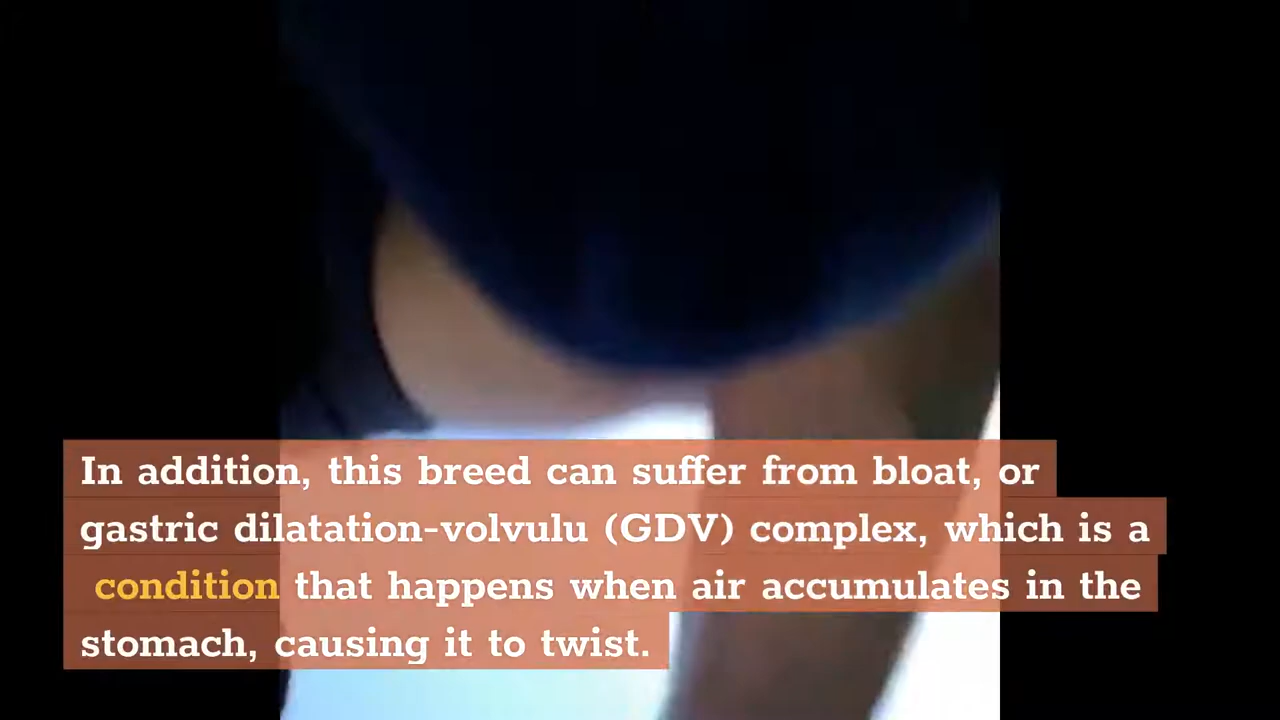 In addition, this breed can suffer from bloat, or
gastric dilatation-volvulu (GDV) complex, which is a
condition that happens when air accumulates in the
stomach, causing it to twist.